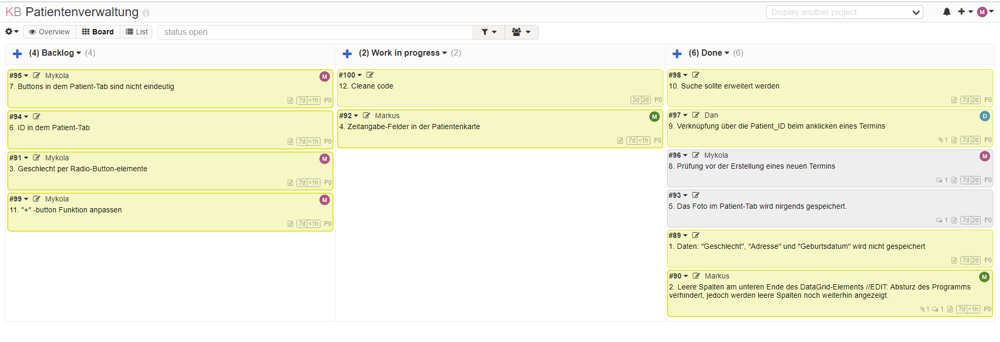 KB Patientenverwaltung
Display another project
M
Overview
Board
List
status:open
(4) Backlog (4)
#95 Mykola M
7. Buttons in dem Patient-Tab sind nicht eindeutig
7d <1h P0
#94
6. ID in dem Patient-Tab
7d <1h P0
#91 Mykola M
3. Geschlecht per Radio-Button-elemente
7d <1h P0
#99 Mykola M
11. "+" -button Funktion anpassen
7d <1h P0
(2) Work in progress (2)
#100
12. Cleane code
2d 2d P0
#92 Markus M
4. Zeitangabe-Felder in der Patientenkarte
7d <1h P0
(6) Done (6)
#98
10. Suche sollte erweitert werden
7d 2d P0
#97 Dan D
9. Verknüpfung über die Patient_ID beim anklicken eines Termins
1 7d 2d P0
#96 Mykola M
8. Prüfung vor der Erstellung eines neuen Termins
1 7d 2d P0
#93
5. Das Foto im Patient-Tab wird nirgends gespeichert.
1 7d 2d P0
#89
1. Daten: "Geschlecht", "Adresse" und "Geburtsdatum" wird nicht gespeichert
7d 2d P0
#90 Markus M
2. Leere Spalten am unteren Ende des DataGrid-Elements //EDIT: Absturz des Programms
verhindert, jedoch werden leere Spalten noch weiterhin angezeigt.
1 1 7d <1h P0